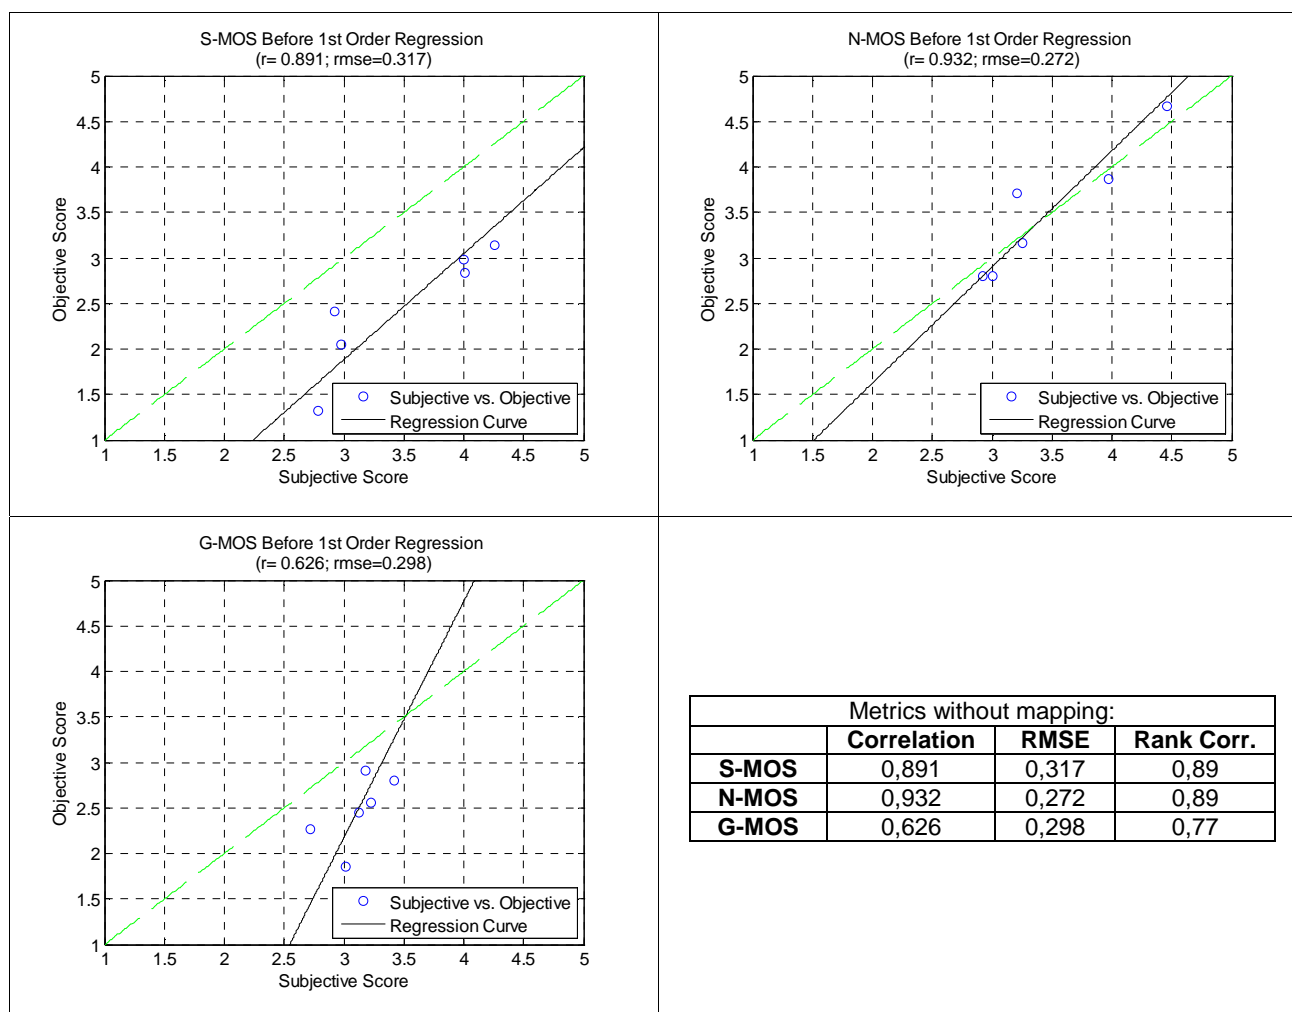 S-MOS Before 1st Order Regression
(r= 0.891; rmse=0.317)
5
4.5
4
3.5
3
2.5
2
1.5
1
Objective Score
Subjective vs. Objective
Regression Curve
1 1.5 2 2.5 3 3.5 4 4.5 5
Subjective Score
N-MOS Before 1st Order Regression
(r= 0.932; rmse=0.272)
5
4.5
4
3.5
3
2.5
2
1.5
1
Objective Score
Subjective vs. Objective
Regression Curve
1 1.5 2 2.5 3 3.5 4 4.5 5
Subjective Score
G-MOS Before 1st Order Regression
(r= 0.626; rmse=0.298)
5
4.5
4
3.5
3
2.5
2
1.5
1
Objective Score
Subjective vs. Objective
Regression Curve
1 1.5 2 2.5 3 3.5 4 4.5 5
Subjective Score
Metrics without mapping:
Correlation RMSE Rank Corr.
S-MOS 0,891 0,317 0,89
N-MOS 0,932 0,272 0,89
G-MOS 0,626 0,298 0,77